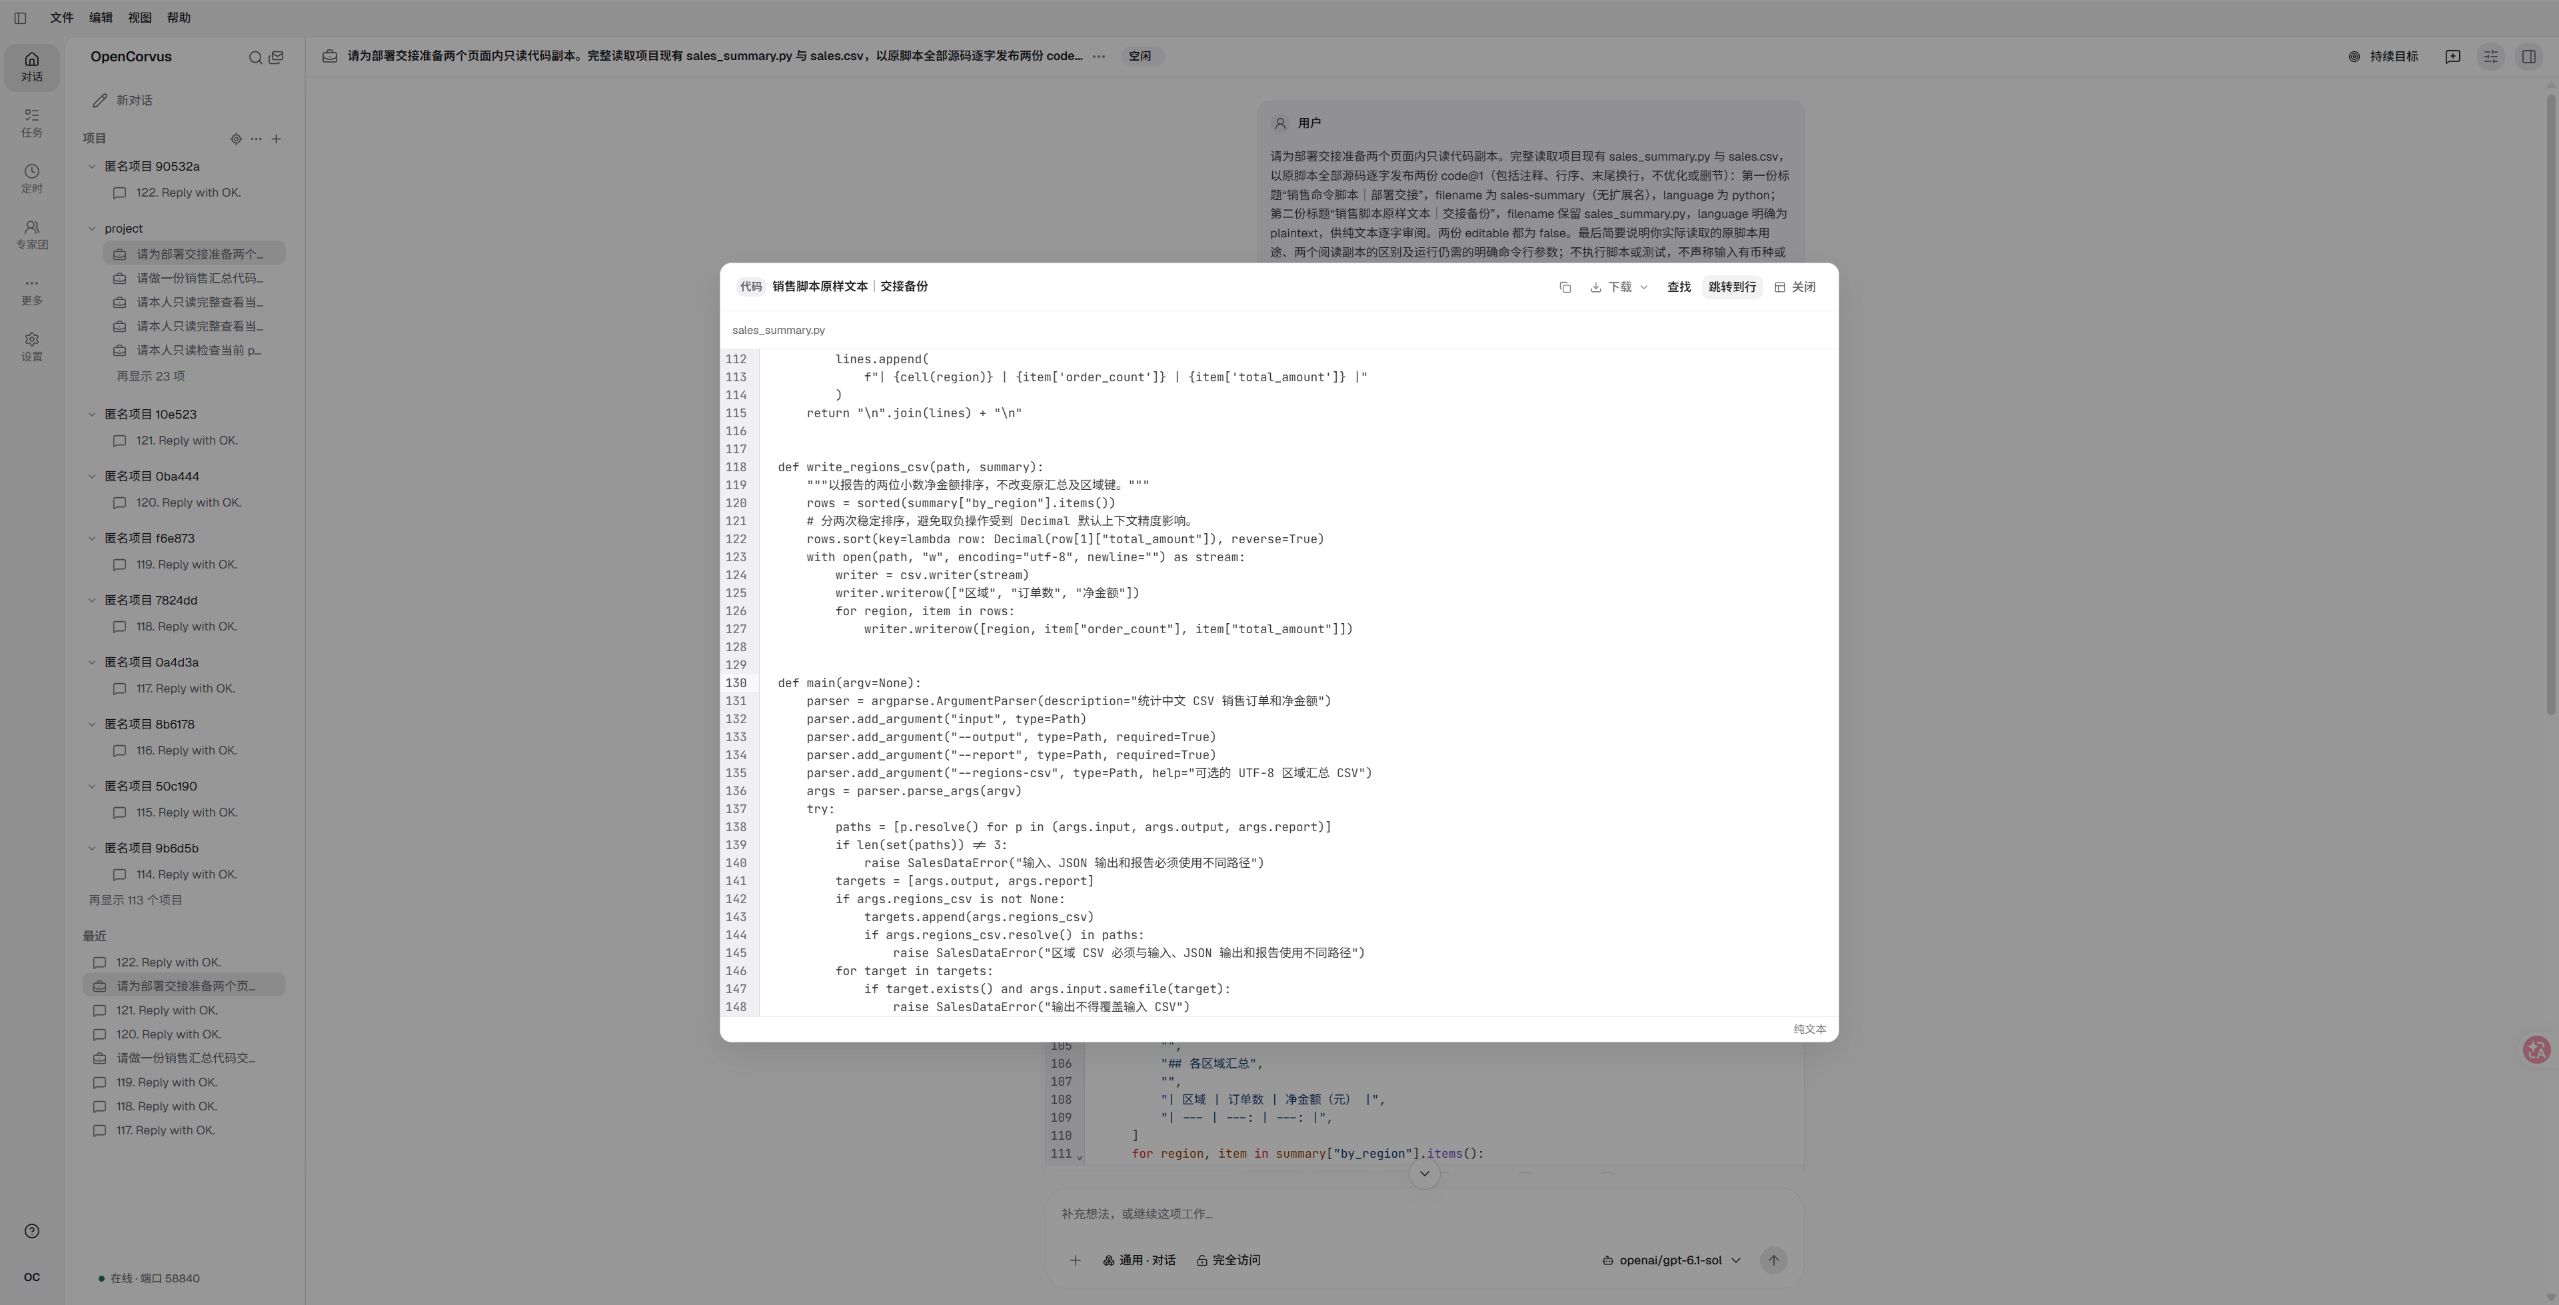 文件 编辑 视图 帮助
对话
任务
定时
专家团
更多
设置
OC
OpenCorvus
新对话
项目
匿名项目 90532a
122. Reply with OK.
project
请为部署交接准备两个...
请做一份销售汇总代码...
请本人只读完整查看当...
请本人只读完整查看当...
请本人只读检查当前 p...
再显示 23 项
匿名项目 10e523
121. Reply with OK.
匿名项目 0ba444
120. Reply with OK.
匿名项目 f6e873
119. Reply with OK.
匿名项目 7824dd
118. Reply with OK.
匿名项目 0a4d3a
117. Reply with OK.
匿名项目 8b6178
116. Reply with OK.
匿名项目 50c190
115. Reply with OK.
匿名项目 9b6d5b
114. Reply with OK.
再显示 113 个项目
最近
122. Reply with OK.
请为部署交接准备两个页...
121. Reply with OK.
120. Reply with OK.
请做一份销售汇总代码交...
119. Reply with OK.
118. Reply with OK.
117. Reply with OK.
在线 · 端口 58840
请为部署交接准备两个页面内只读代码副本。完整读取项目现有 sales_summary.py 与 sales.csv，以原脚本全部源码逐字发布两份 code... ··· 空闲
持续目标
用户
请为部署交接准备两个页面内只读代码副本。完整读取项目现有 sales_summary.py 与 sales.csv，
以原脚本全部源码逐字发布两份 code@1（包括注释、行序、末尾换行，不优化或删节）：第一份标
题“销售命令脚本｜部署交接”，filename 为 sales-summary（无扩展名），language 为 python；
第二份标题“销售脚本原样文本｜交接备份”，filename 保留 sales_summary.py，language 明确为
plaintext，供纯文本逐字审阅。两份 editable 都为 false。最后简要说明你实际读取的原脚本用
途、两个阅读副本的区别及运行仍需的明确命令行参数；不执行脚本或测试，不声称输入有币种或
代码 销售脚本原样文本｜交接备份 下载 查找 跳转到行 关闭
sales_summary.py
112         lines.append(
113             f"| {cell(region)} | {item['order_count']} | {item['total_amount']} |"
114         )
115     return "\n".join(lines) + "\n"
116
117
118 def write_regions_csv(path, summary):
119     """以报告的两位小数净金额排序，不改变原汇总及区域键。"""
120     rows = sorted(summary["by_region"].items())
121     # 分两次稳定排序，避免取负操作受到 Decimal 默认上下文精度影响。
122     rows.sort(key=lambda row: Decimal(row[1]["total_amount"]), reverse=True)
123     with open(path, "w", encoding="utf-8", newline="") as stream:
124         writer = csv.writer(stream)
125         writer.writerow(["区域", "订单数", "净金额"])
126         for region, item in rows:
127             writer.writerow([region, item["order_count"], item["total_amount"]])
128
129
130 def main(argv=None):
131     parser = argparse.ArgumentParser(description="统计中文 CSV 销售订单和净金额")
132     parser.add_argument("input", type=Path)
133     parser.add_argument("--output", type=Path, required=True)
134     parser.add_argument("--report", type=Path, required=True)
135     parser.add_argument("--regions-csv", type=Path, help="可选的 UTF-8 区域汇总 CSV")
136     args = parser.parse_args(argv)
137     try:
138         paths = [p.resolve() for p in (args.input, args.output, args.report)]
139         if len(set(paths)) != 3:
140             raise SalesDataError("输入、JSON 输出和报告必须使用不同路径")
141         targets = [args.output, args.report]
142         if args.regions_csv is not None:
143             targets.append(args.regions_csv)
144             if args.regions_csv.resolve() in paths:
145                 raise SalesDataError("区域 CSV 必须与输入、JSON 输出和报告使用不同路径")
146         for target in targets:
147             if target.exists() and args.input.samefile(target):
148                 raise SalesDataError("输出不得覆盖输入 CSV")
纯文本
105         "",
106         "## 各区域汇总",
107         "",
108         "| 区域 | 订单数 | 净金额（元） |",
109         "| --- | ---: | ---: |",
110     ]
111     for region, item in summary["by_region"].items():
补充想法，或继续这项工作...
通用 · 对话 完全访问 openai/gpt-6.1-sol